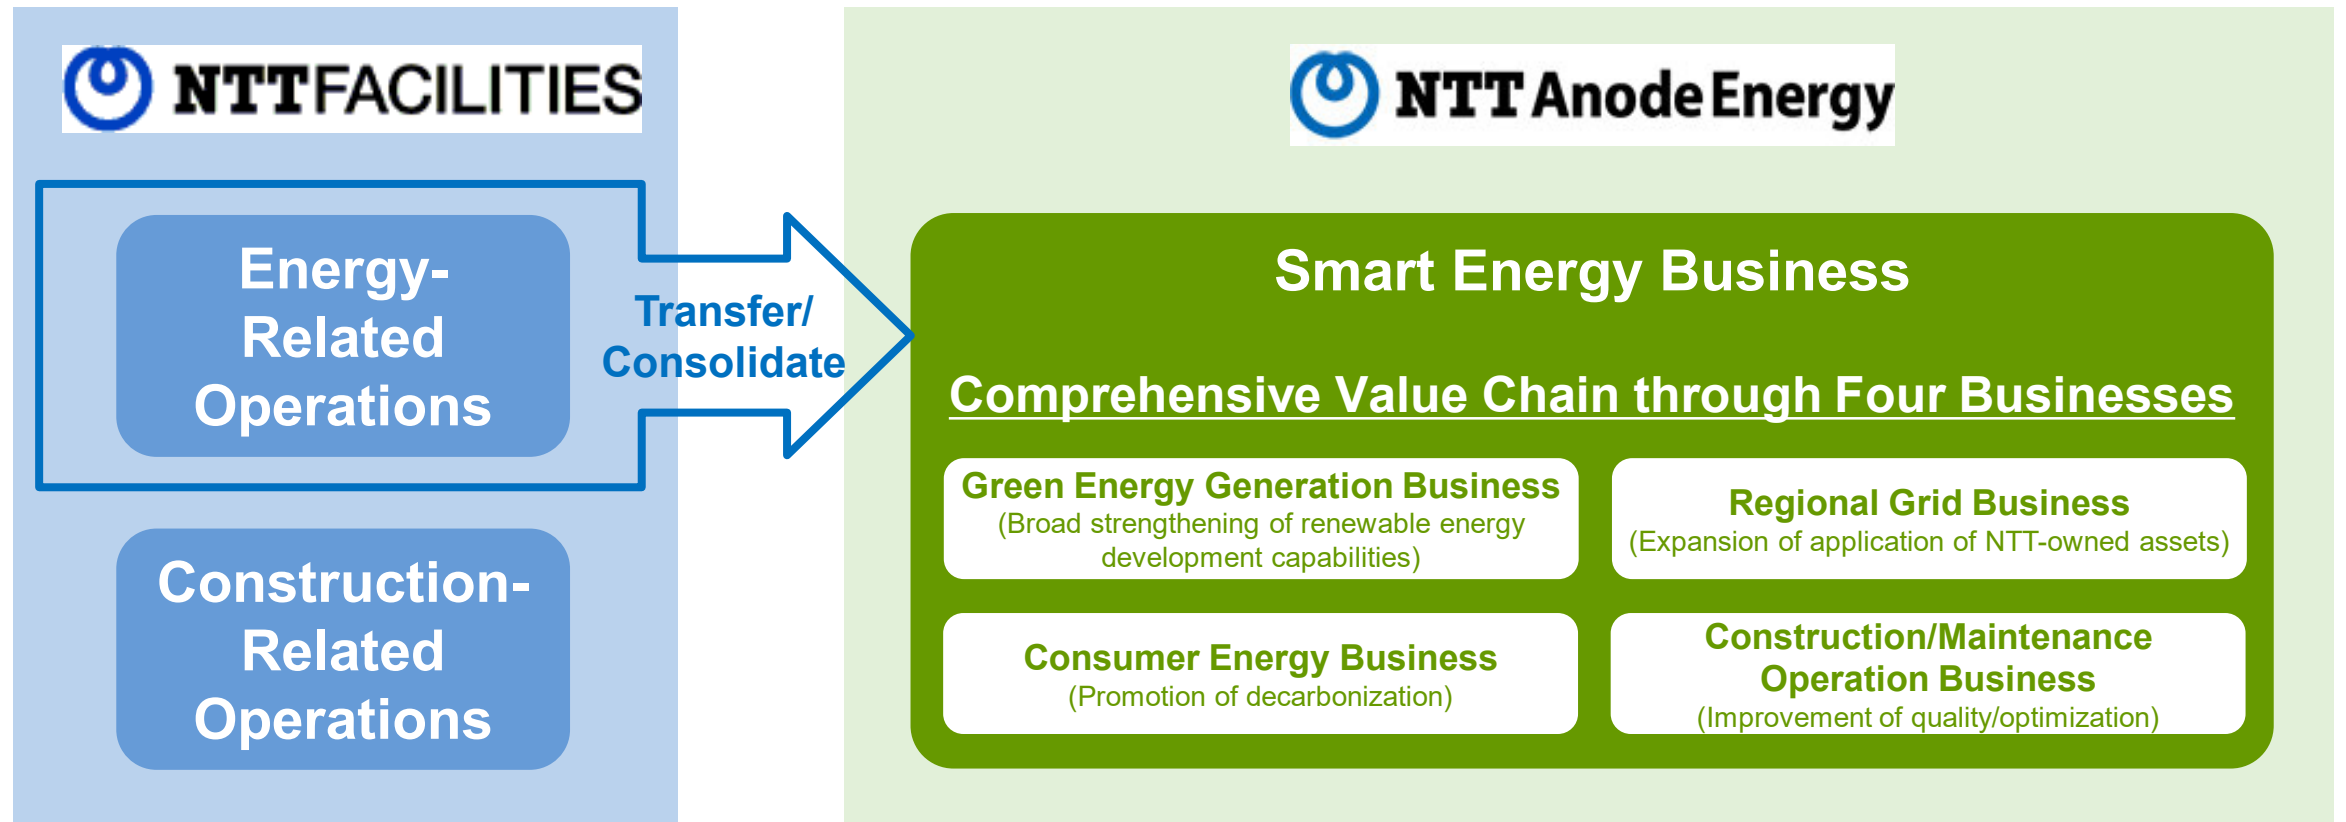 NTT FACILITIES
Energy-
Related
Operations
Construction-
Related
Operations
Transfer/
Consolidate
NTT Anode Energy
Smart Energy Business
Comprehensive Value Chain through Four Businesses
Green Energy Generation Business
(Broad strengthening of renewable energy
development capabilities)
Regional Grid Business
(Expansion of application of NTT-owned assets)
Consumer Energy Business
(Promotion of decarbonization)
Construction/Maintenance
Operation Business
(Improvement of quality/optimization)